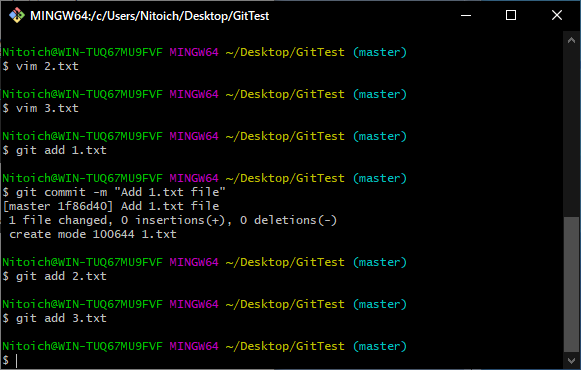 MINGW64:/c/Users/Nitoich/Desktop/GitTest
Nitoich@WIN-TUQ67MU9FVF MINGW64 ~/Desktop/GitTest (master)
$ vim 2.txt
Nitoich@WIN-TUQ67MU9FVF MINGW64 ~/Desktop/GitTest (master)
$ vim 3.txt
Nitoich@WIN-TUQ67MU9FVF MINGW64 ~/Desktop/GitTest (master)
$ git add 1.txt
Nitoich@WIN-TUQ67MU9FVF MINGW64 ~/Desktop/GitTest (master)
$ git commit -m "Add 1.txt file"
[master 1f86d40] Add 1.txt file
 1 file changed, 0 insertions(+), 0 deletions(-)
 create mode 100644 1.txt
Nitoich@WIN-TUQ67MU9FVF MINGW64 ~/Desktop/GitTest (master)
$ git add 2.txt
Nitoich@WIN-TUQ67MU9FVF MINGW64 ~/Desktop/GitTest (master)
$ git add 3.txt
Nitoich@WIN-TUQ67MU9FVF MINGW64 ~/Desktop/GitTest (master)
$